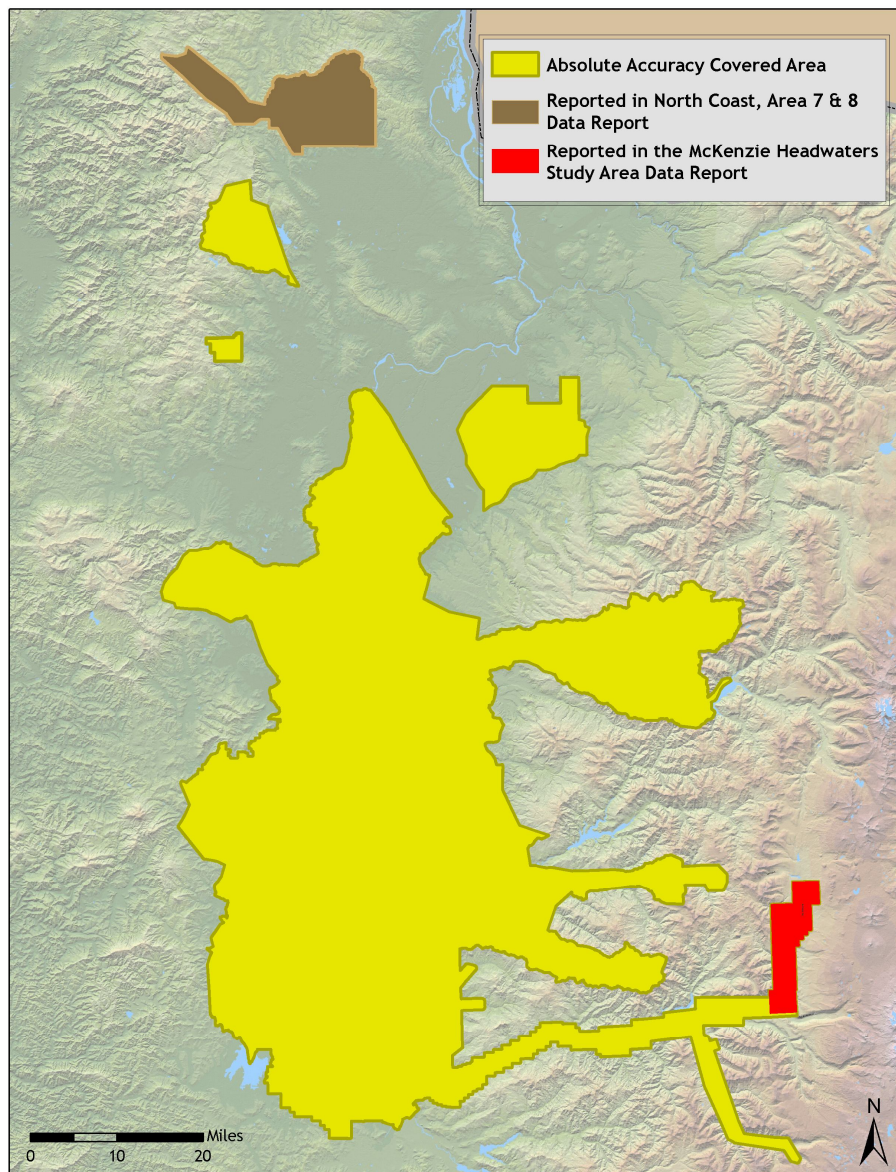 Absolute Accuracy Covered Area
Reported in North Coast, Area 7 & 8
Data Report
Reported in the McKenzie Headwaters
Study Area Data Report
N
Miles
0 10 20